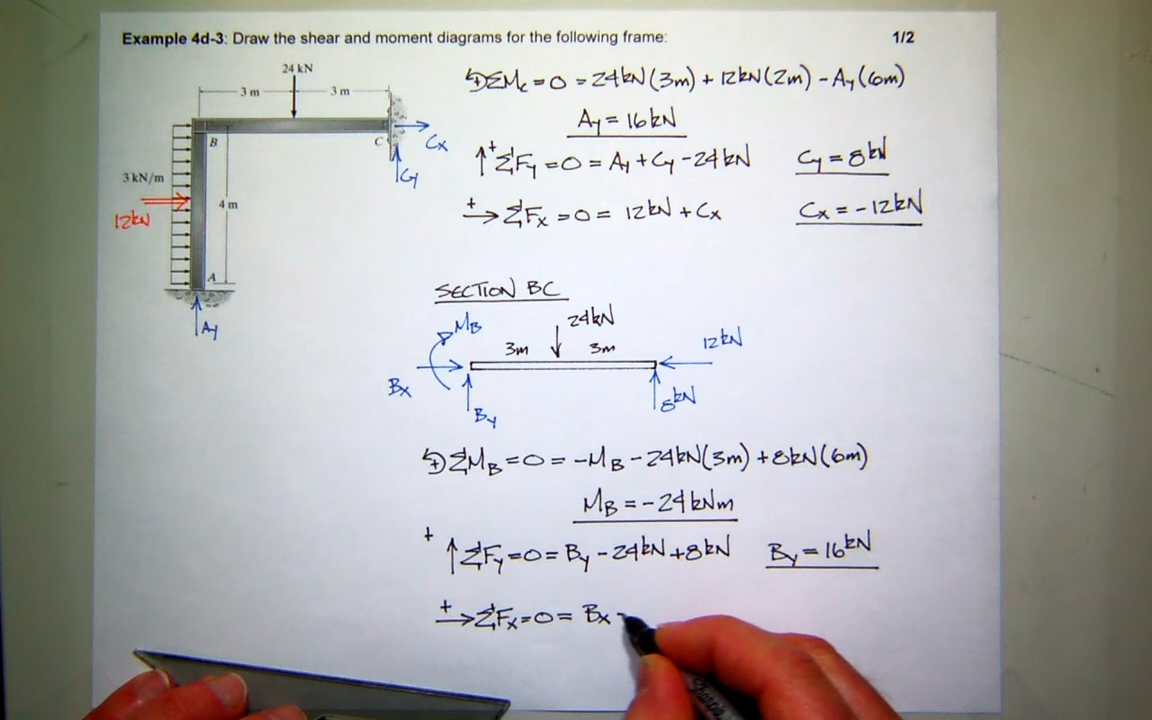 Example 4d-3: Draw the shear and moment diagrams for the following frame:
1/2
24 kN
3 m
3 m
B
C
Cx
Cy
3 kN/m
12kN
4 m
A
Ay
↺+ ΣMc = 0 = 24kN(3m) + 12kN(2m) - Ay(6m)
Ay = 16kN
↑+ ΣFy = 0 = Ay + Cy - 24kN
Cy = 8kN
+→ ΣFx = 0 = 12kN + Cx
Cx = -12kN
SECTION BC
MB
24kN
3m
3m
12kN
Bx
By
8kN
↺+ ΣMB = 0 = -MB - 24kN(3m) + 8kN(6m)
MB = -24kNm
+↑ ΣFy = 0 = By - 24kN + 8kN
By = 16kN
+→ ΣFx = 0 = Bx -
Sharpie